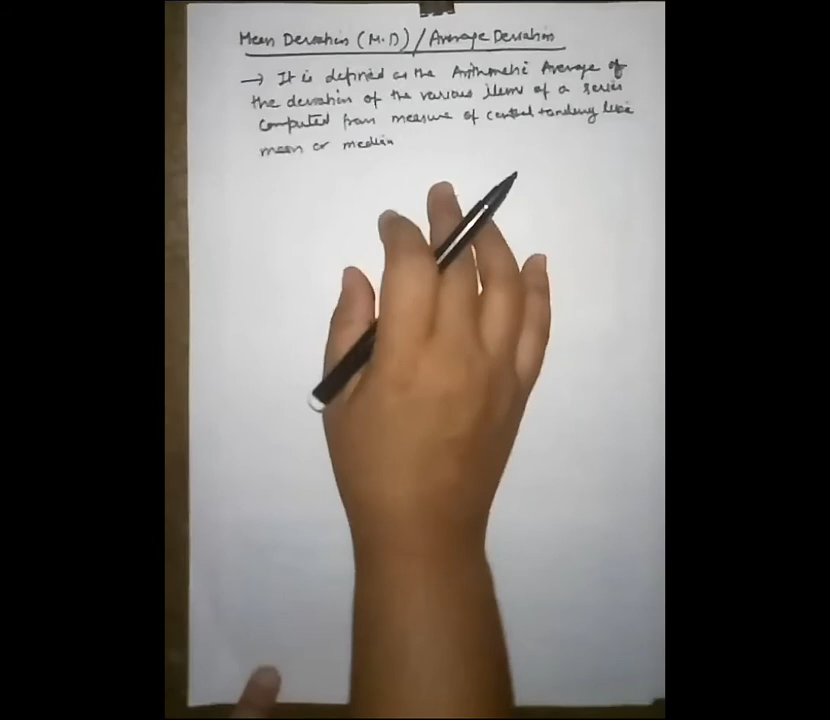 Mean Deviation (M.D) / Average Deviation
→ It is defined as the Arithmetic Average of
the deviation of the various items of a series
computed from measure of central tendency like
mean or median